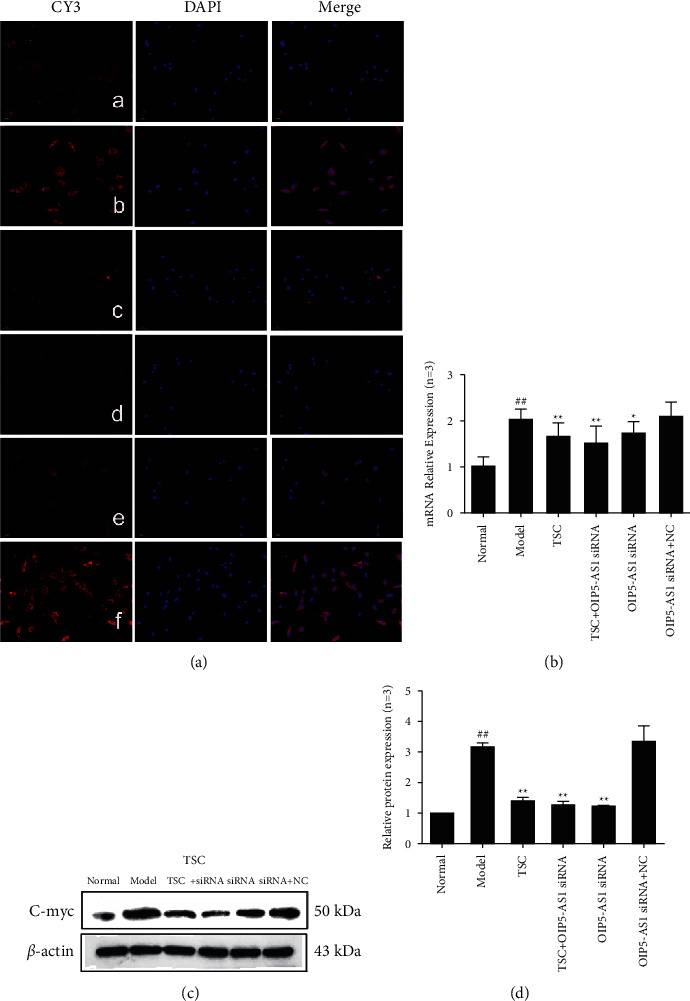 CY3 DAPI Merge
a
b
c
d
e
f
(a)
mRNA Relative Expression (n=3)
3
2
1
0
##
**
**
*
Normal
Model
TSC
TSC+OIP5-AS1 siRNA
OIP5-AS1 siRNA
OIP5-AS1 siRNA+NC
(b)
TSC
Normal Model TSC +siRNA siRNA siRNA+NC
C-myc 50 kDa
β-actin 43 kDa
(c)
Relative protein expression (n=3)
5
4
3
2
1
0
##
**
**
**
Normal
Model
TSC
TSC+OIP5-AS1 siRNA
OIP5-AS1 siRNA
OIP5-AS1 siRNA+NC
(d)